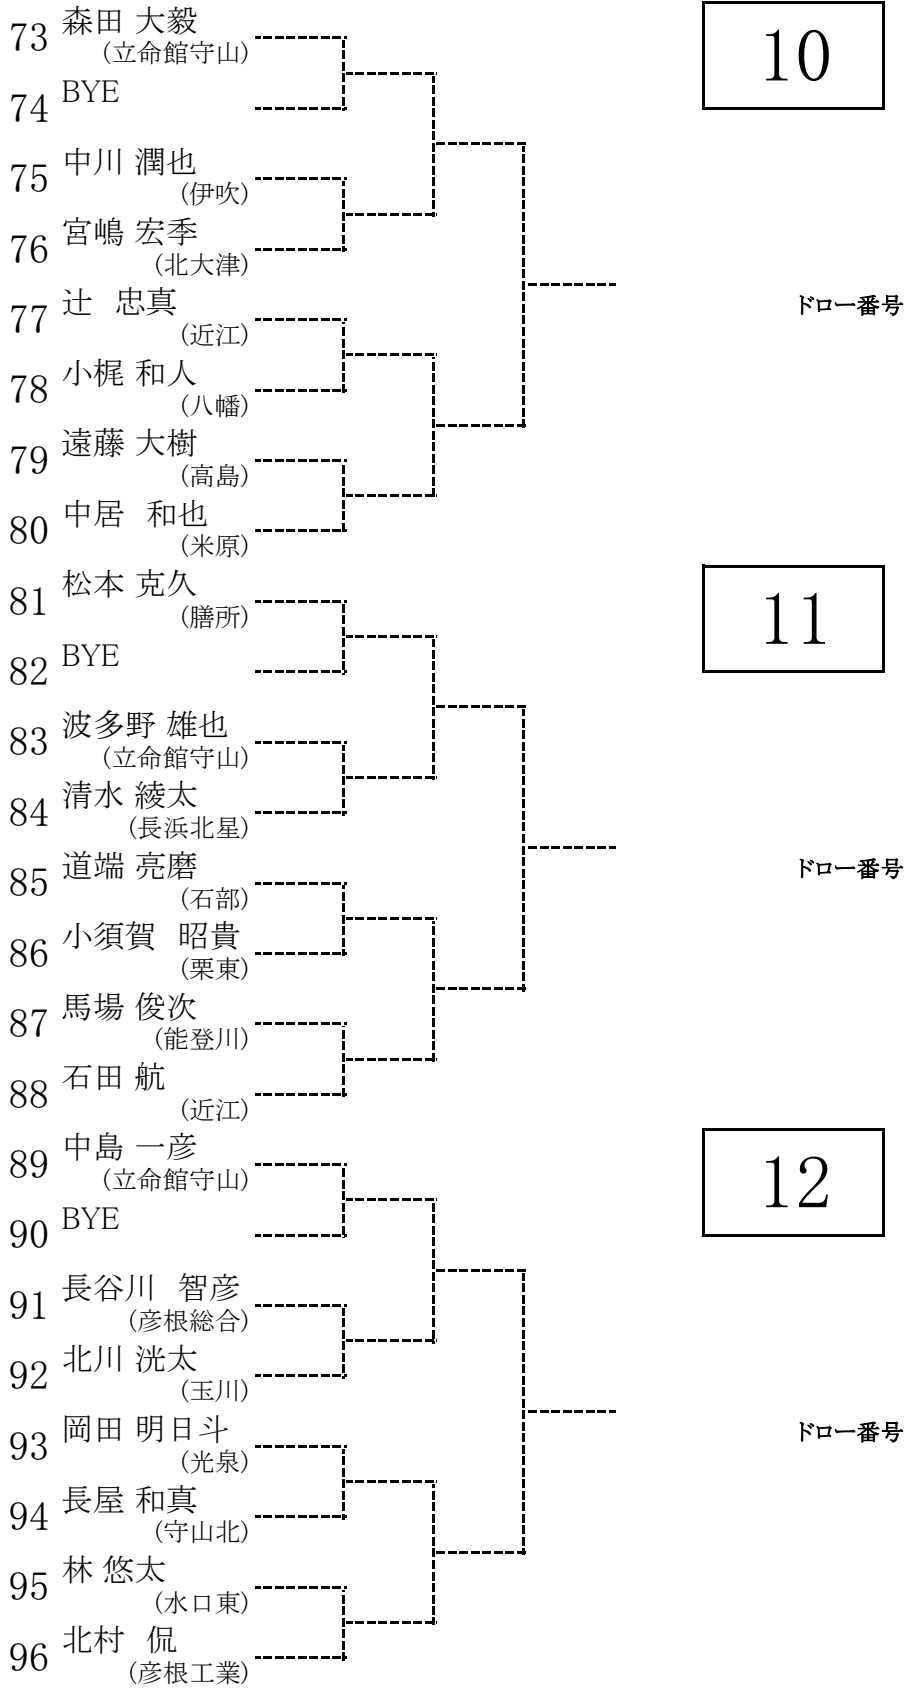 73 森田 大毅
(立命館守山)
10
74 BYE
75 中川 潤也
(伊吹)
76 宮嶋 宏季
(北大津)
77 辻 忠真
(近江)
ドロー番号
78 小梶 和人
(八幡)
79 遠藤 大樹
(高島)
80 中居 和也
(米原)
81 松本 克久
(膳所)
11
82 BYE
83 波多野 雄也
(立命館守山)
84 清水 綾太
(長浜北星)
85 道端 亮磨
(石部)
ドロー番号
86 小須賀 昭貴
(栗東)
87 馬場 俊次
(能登川)
88 石田 航
(近江)
89 中島 一彦
(立命館守山)
12
90 BYE
91 長谷川 智彦
(彦根総合)
92 北川 洸太
(玉川)
93 岡田 明日斗
(光泉)
ドロー番号
94 長屋 和真
(守山北)
95 林 悠太
(水口東)
96 北村 侃
(彦根工業)